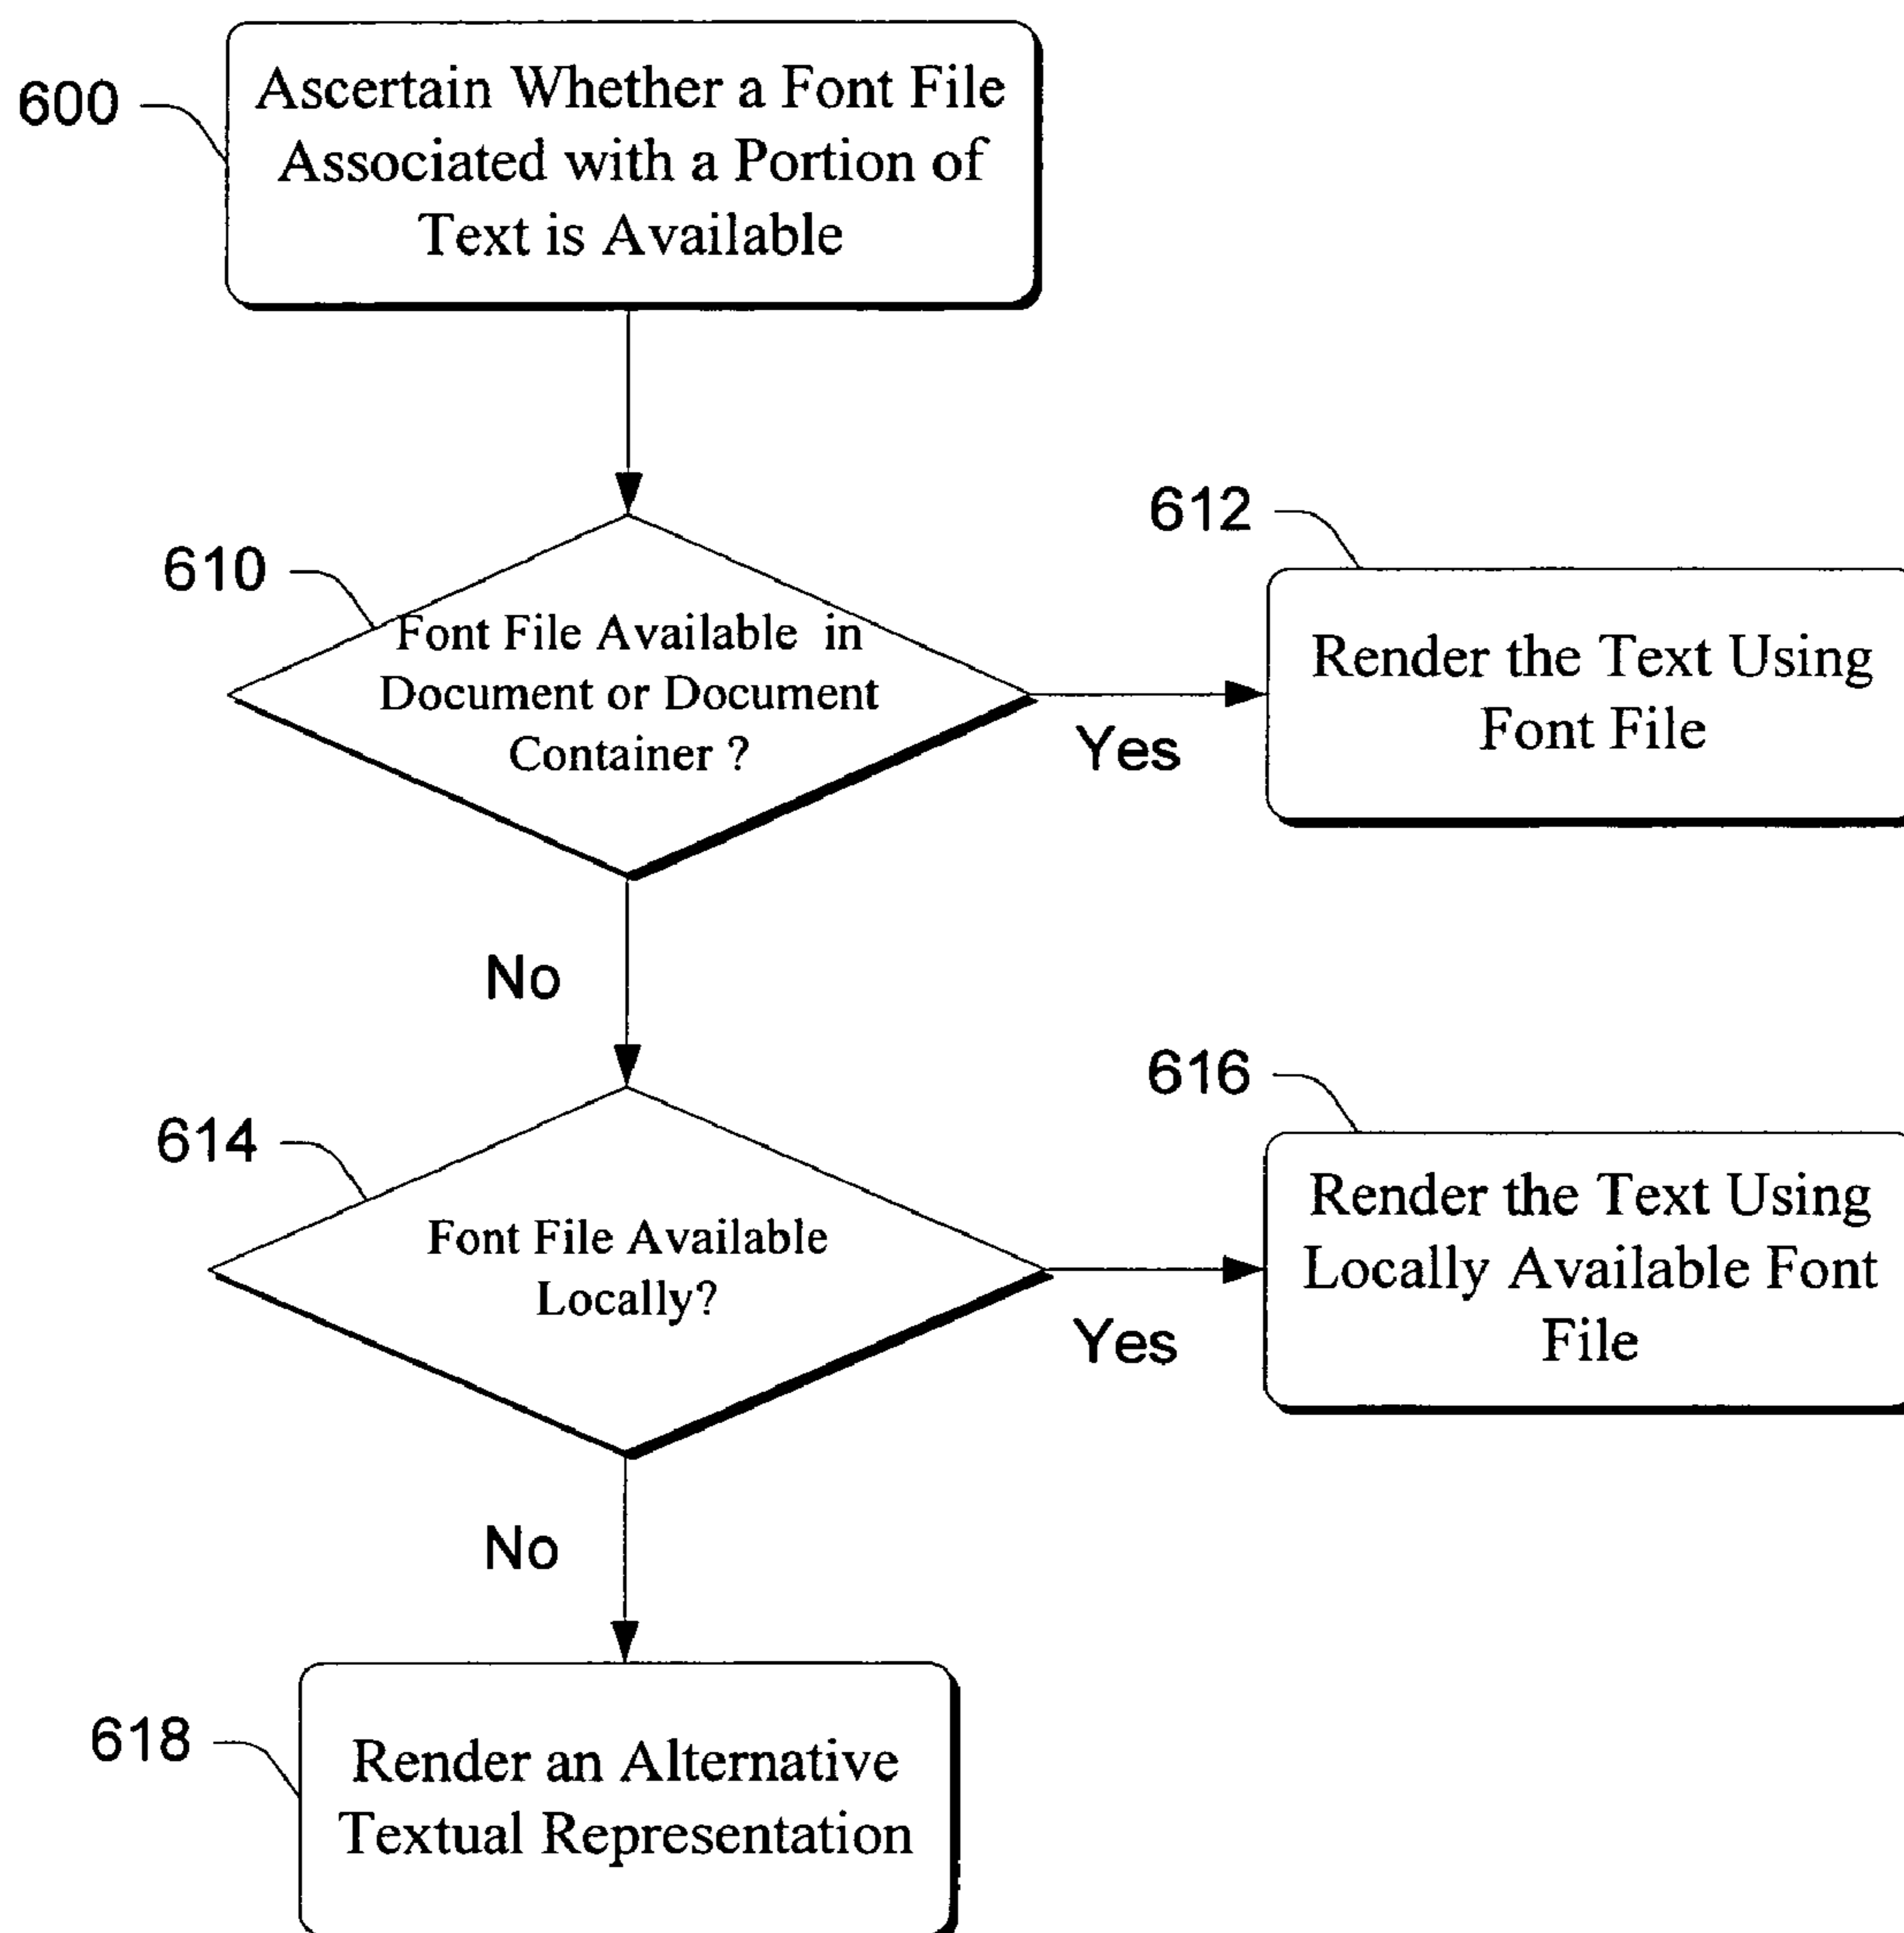 600
Ascertain Whether a Font File
Associated with a Portion of
Text is Available
610
Font File Available in
Document or Document
Container ?
Yes
612
Render the Text Using
Font File
No
614
Font File Available
Locally?
Yes
616
Render the Text Using
Locally Available Font
File
No
618
Render an Alternative
Textual Representation